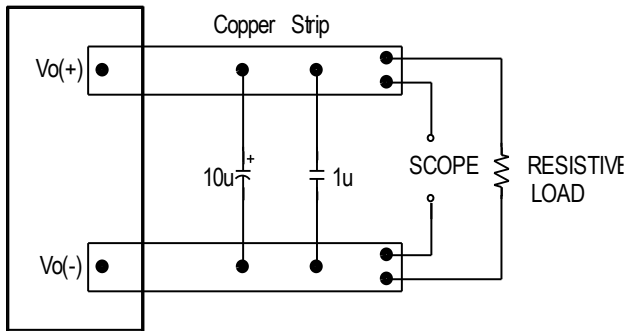 Copper Strip
Vo(+)
10u
+
1u
SCOPE
RESISTIVE
LOAD
Vo(-)